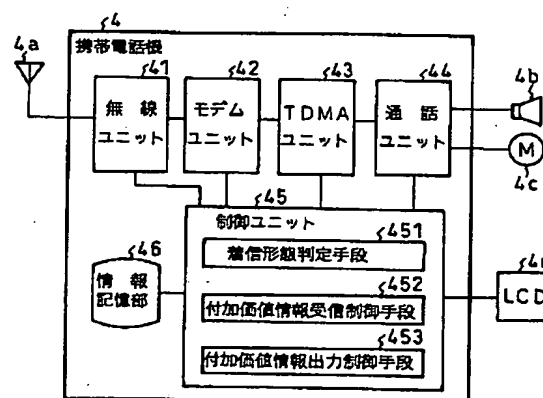 4
携帯電話機
4a
41
無線
ユニット
42
モデム
ユニット
43
TDMA
ユニット
44
通話
ユニット
4b
M
4c
45
制御ユニット
451
着信形態判定手段
452
付加価値情報受信制御手段
453
付加価値情報出力制御手段
46
情報
記憶部
LCD